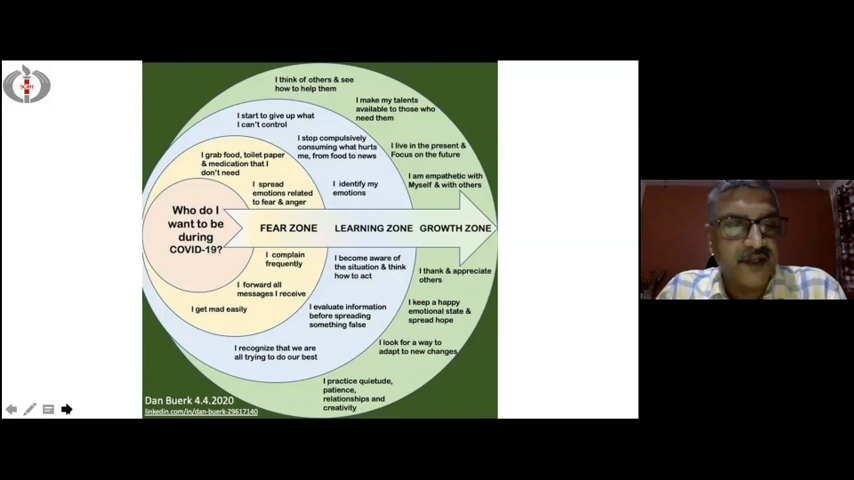 I think of others & see
how to help them
I make my talents
available to those who
need them
I start to give up what
I can't control
I stop compulsively
consuming what hurts
me, from food to news
I live in the present &
Focus on the future
I grab food, toilet paper
& medication that I
don't need
I am empathetic with
Myself & with others
I spread
emotions related
to fear & anger
I identify my
emotions
Who do I
want to be
during
COVID-19?
FEAR ZONE
LEARNING ZONE
GROWTH ZONE
I complain
frequently
I become aware of
the situation & think
how to act
I thank & appreciate
others
I forward all
messages I receive
I get mad easily
I evaluate information
before spreading
something false
I keep a happy
emotional state &
spread hope
I recognize that we are
all trying to do our best
I look for a way to
adapt to new changes
I practice quietude,
patience,
relationships and
creativity
Dan Buerk 4.4.2020
linkedin.com/in/dan-buerk-29617140